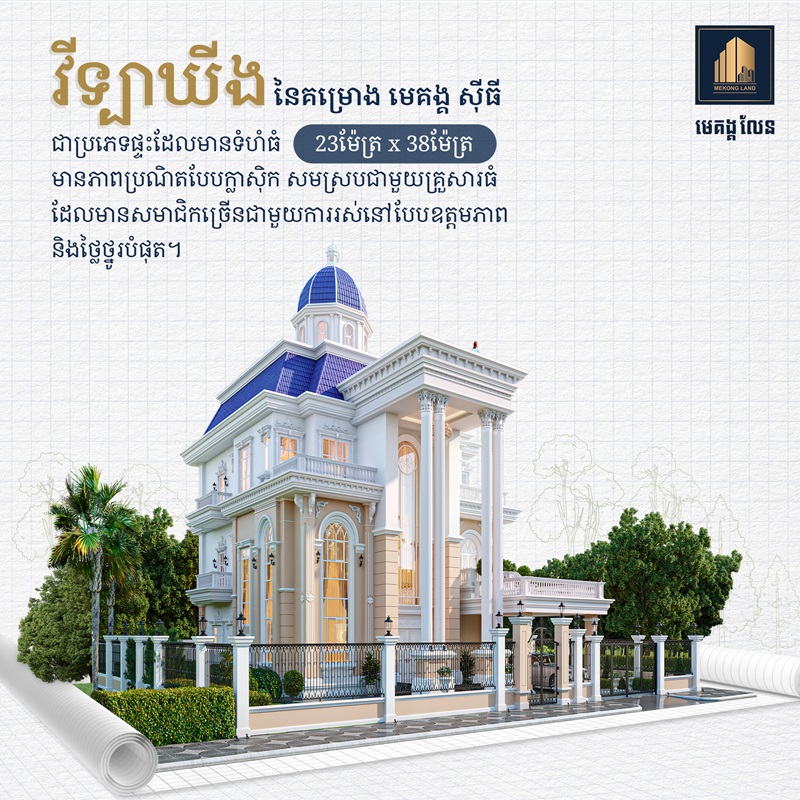 វីឡាឃីង នៃគម្រោង មេគង្គ ស៊ីធី
ជាប្រភេទផ្ទះដែលមានទំហំធំ 23ម៉ែត្រ x 38ម៉ែត្រ
មានភាពប្រណិតបែបក្លាស៊ិក សមស្របជាមួយគ្រួសារធំ
ដែលមានសមាជិកច្រើនជាមួយការរស់នៅបែបឧត្តមភាព
និងថ្លៃថ្នូរបំផុត។
MEKONG LAND
មេគង្គ លែន